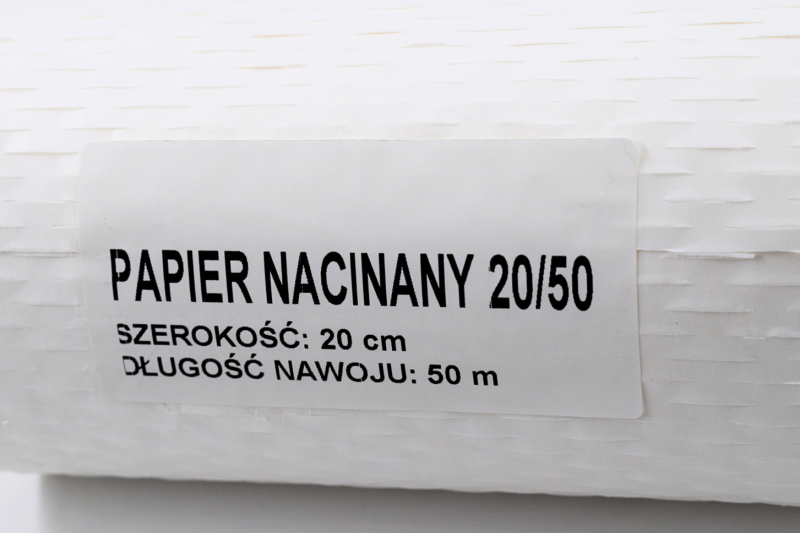 PAPIER NACINANY 20/50
SZEROKOŚĆ: 20 cm
DŁUGOŚĆ NAWOJU: 50 m